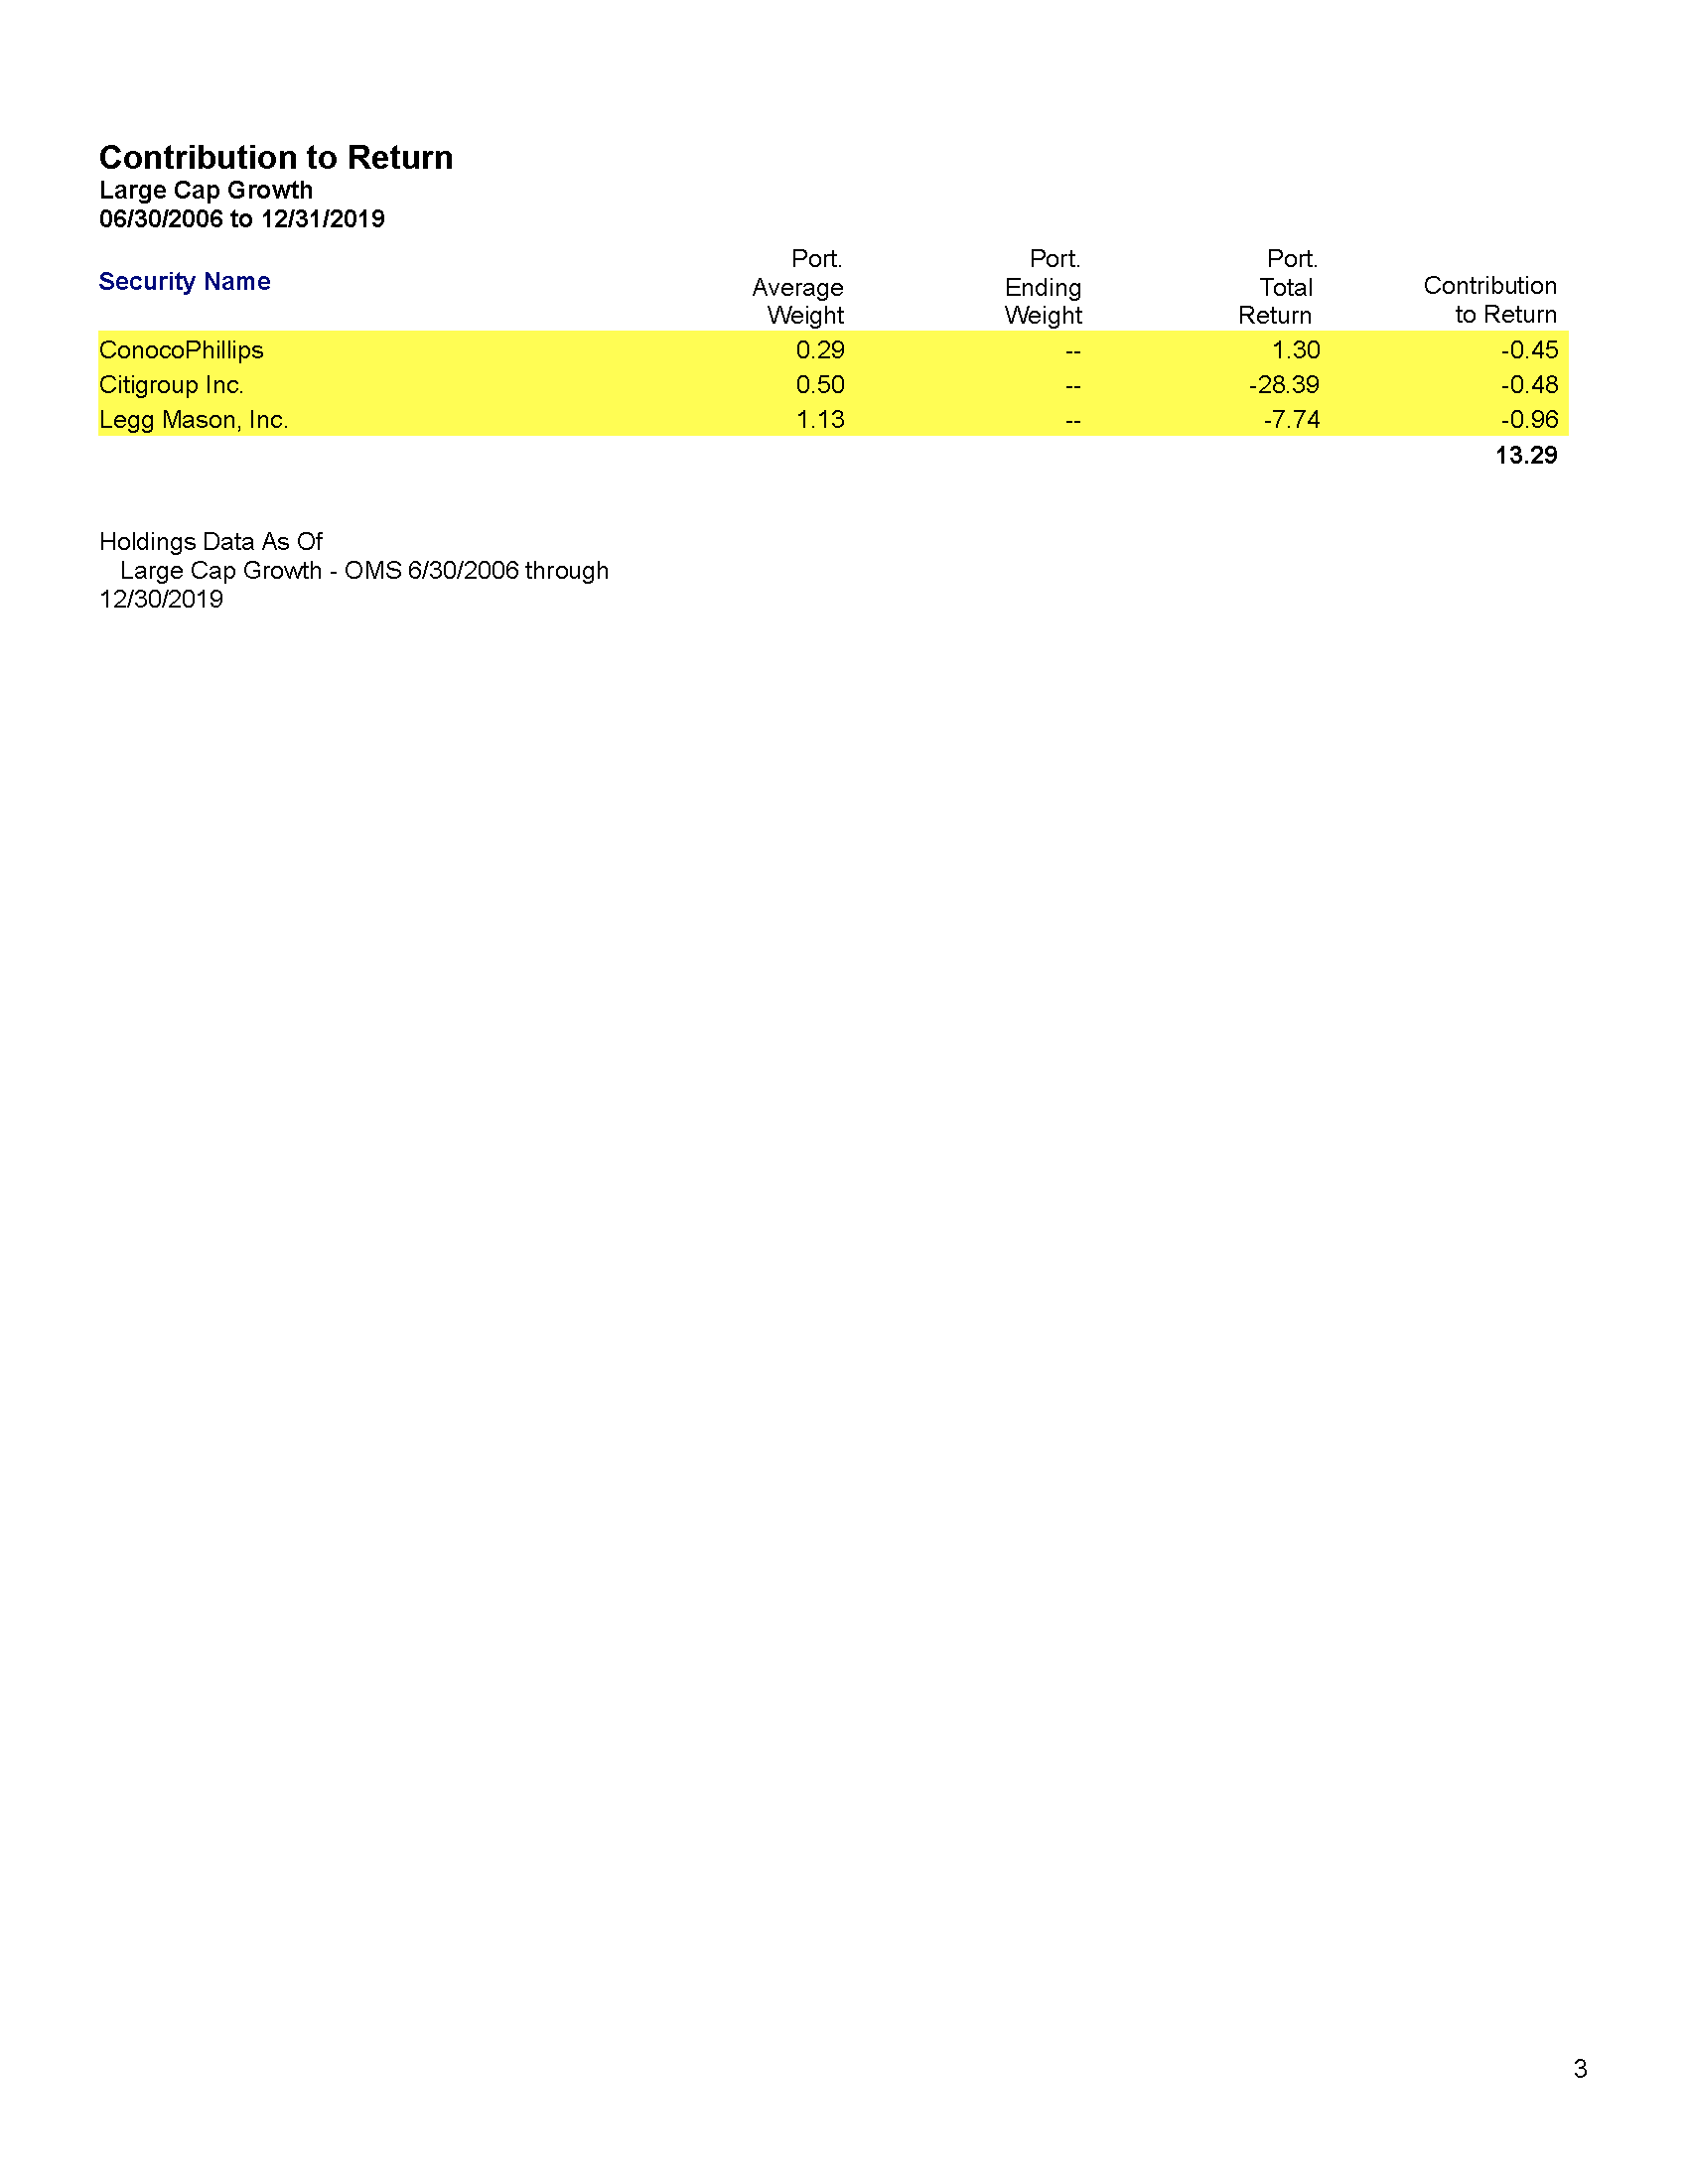 Contribution to Return
Large Cap Growth
06/30/2006 to 12/31/2019
Security Name Port. Average Weight Port. Ending Weight Port. Total Return Contribution to Return
ConocoPhillips 0.29 -- 1.30 -0.45
Citigroup Inc. 0.50 -- -28.39 -0.48
Legg Mason, Inc. 1.13 -- -7.74 -0.96
13.29
Holdings Data As Of
Large Cap Growth - OMS 6/30/2006 through
12/30/2019
3